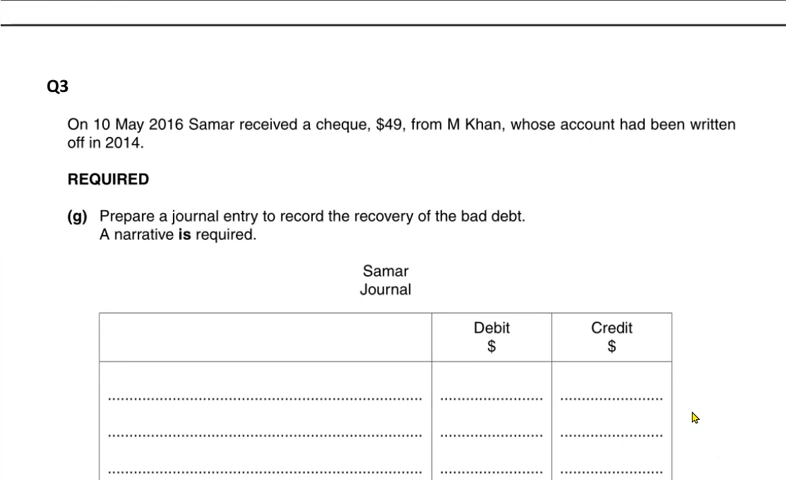 Q3
On 10 May 2016 Samar received a cheque, $49, from M Khan, whose account had been written
off in 2014.
REQUIRED
(g) Prepare a journal entry to record the recovery of the bad debt.
A narrative is required.
Samar
Journal
Debit Credit
$ $